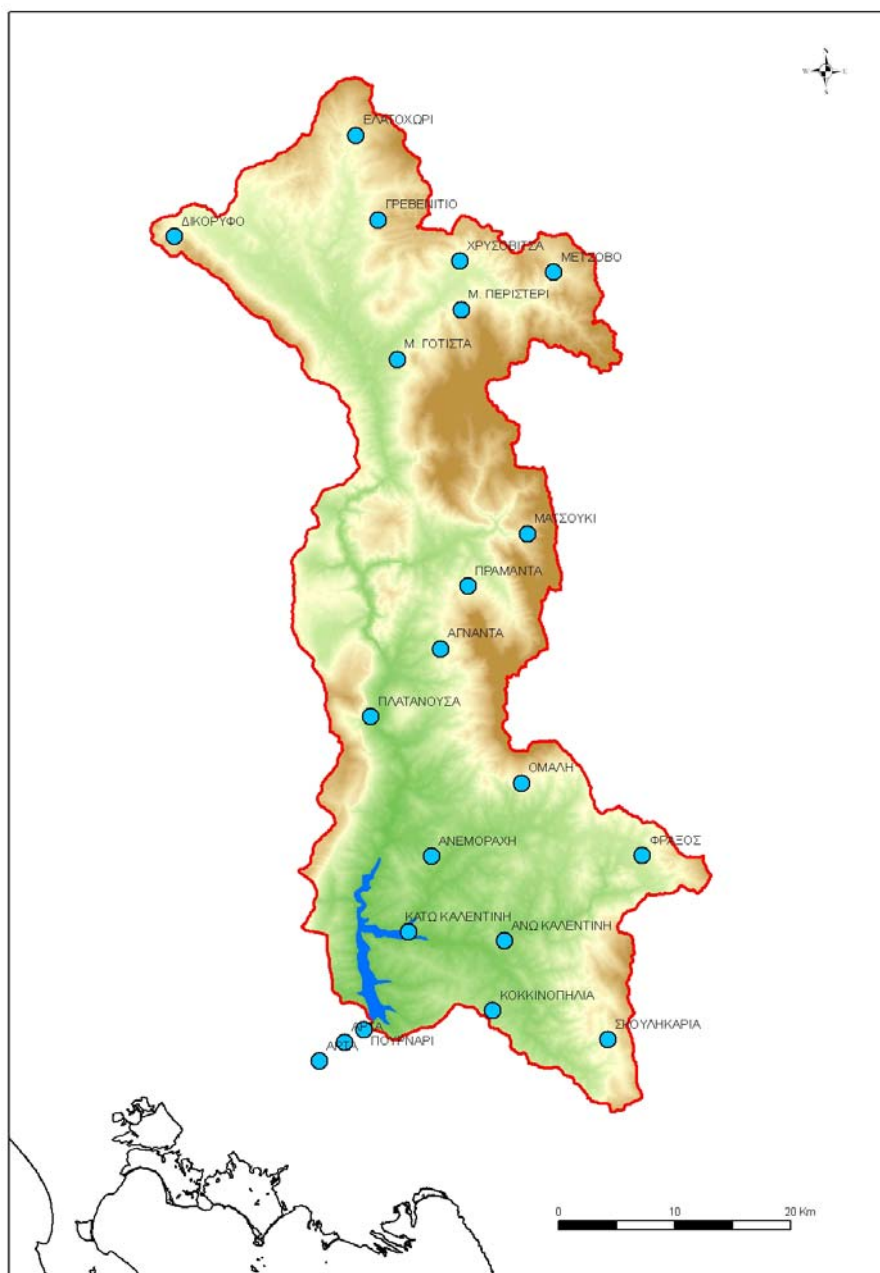 N
W E
S
ΕΛΑΤΟΧΩΡΙ
ΓΡΕΒΕΝΙΤΙΟ
ΔΙΚΟΡΥΦΟ
ΧΡΥΣΟΒΙΤΣΑ
ΜΕΤΣΟΒΟ
Μ. ΠΕΡΙΣΤΕΡΙ
Μ. ΓΟΤΙΣΤΑ
ΜΑΤΣΟΥΚΙ
ΠΡΑΜΑΝΤΑ
ΑΓΝΑΝΤΑ
ΠΛΑΤΑΝΟΥΣΑ
ΟΜΑΛΗ
ΑΝΕΜΟΡΑΧΗ
ΦΡΑΞΟΣ
ΚΑΤΩ ΚΑΛΕΝΤΙΝΗ
ΑΝΩ ΚΑΛΕΝΤΙΝΗ
ΚΟΚΚΙΝΟΠΗΛΙΑ
ΣΚΟΥΛΗΚΑΡΙΑ
ΑΡΤΑ
ΠΟΥΡΝΑΡΙ
ΑΡΤΑ
0 10 20 Km